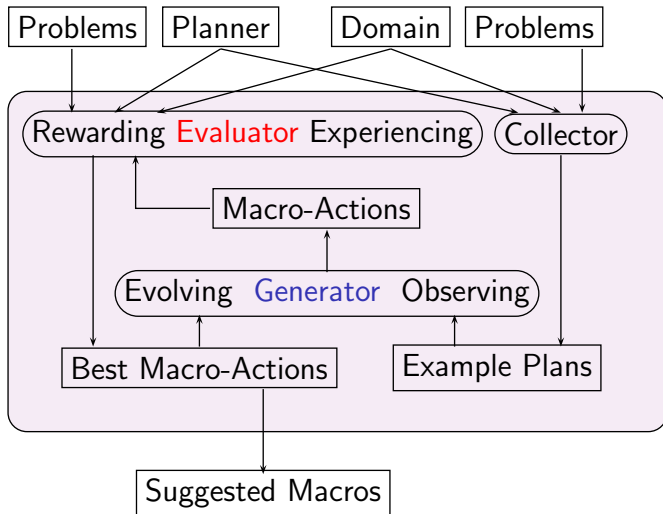 Problems Planner Domain Problems
Rewarding Evaluator Experiencing Collector
Macro-Actions
Evolving Generator Observing
Best Macro-Actions Example Plans
Suggested Macros